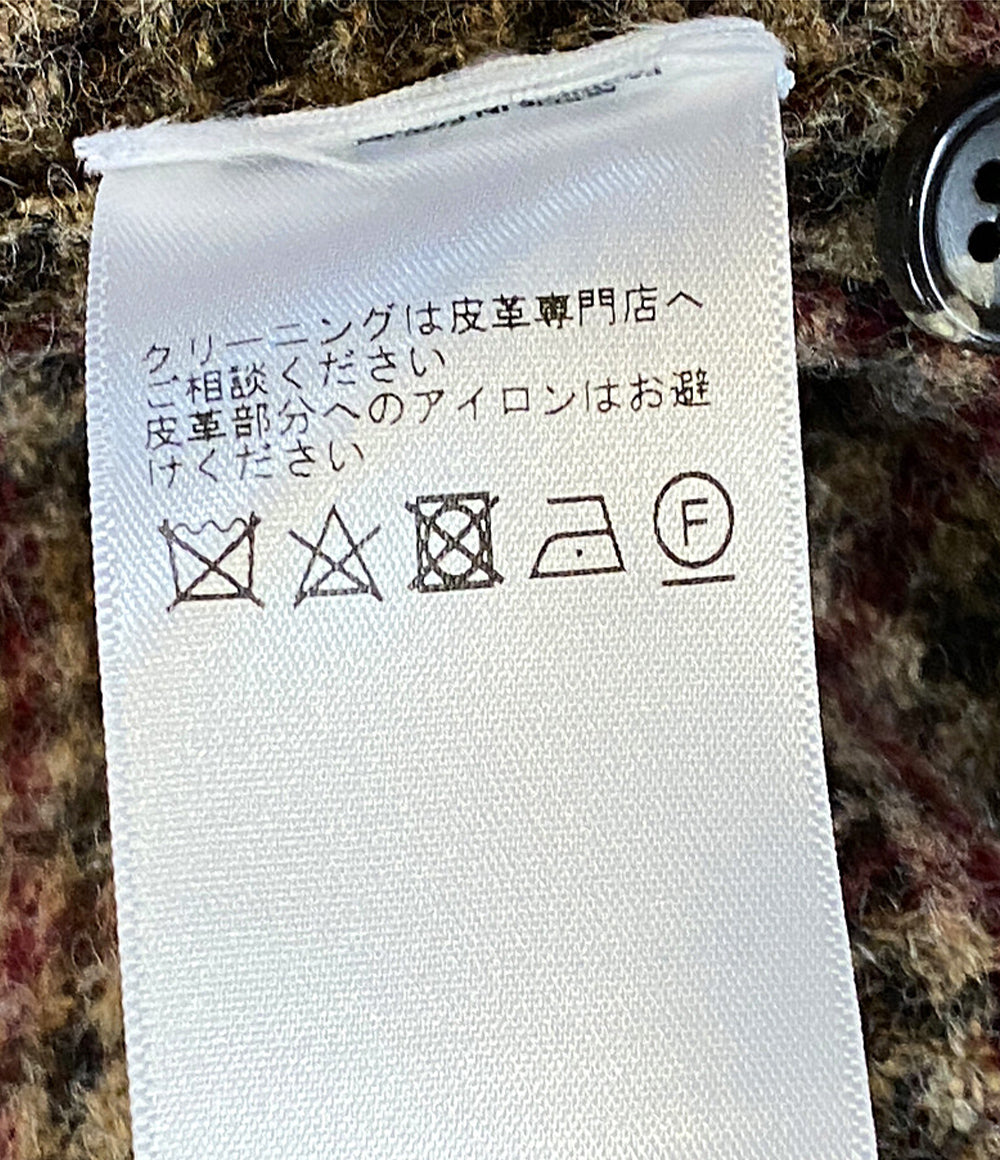 クリーニングは皮革専門店へ
ご相談ください
皮革部分へのアイロンはお避
けください
F